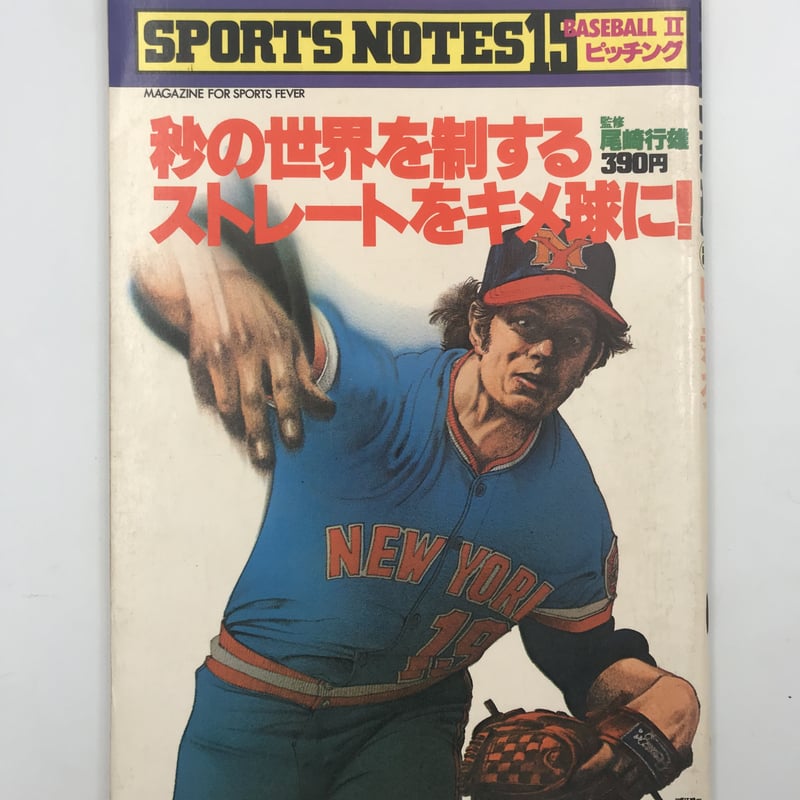 SPORTS NOTES 15
BASEBALL II
ピッチング
MAGAZINE FOR SPORTS FEVER
秒の世界を制する
ストレートをキメ球に!
監修
尾崎行雄
390円
NY
NEW YORK
19